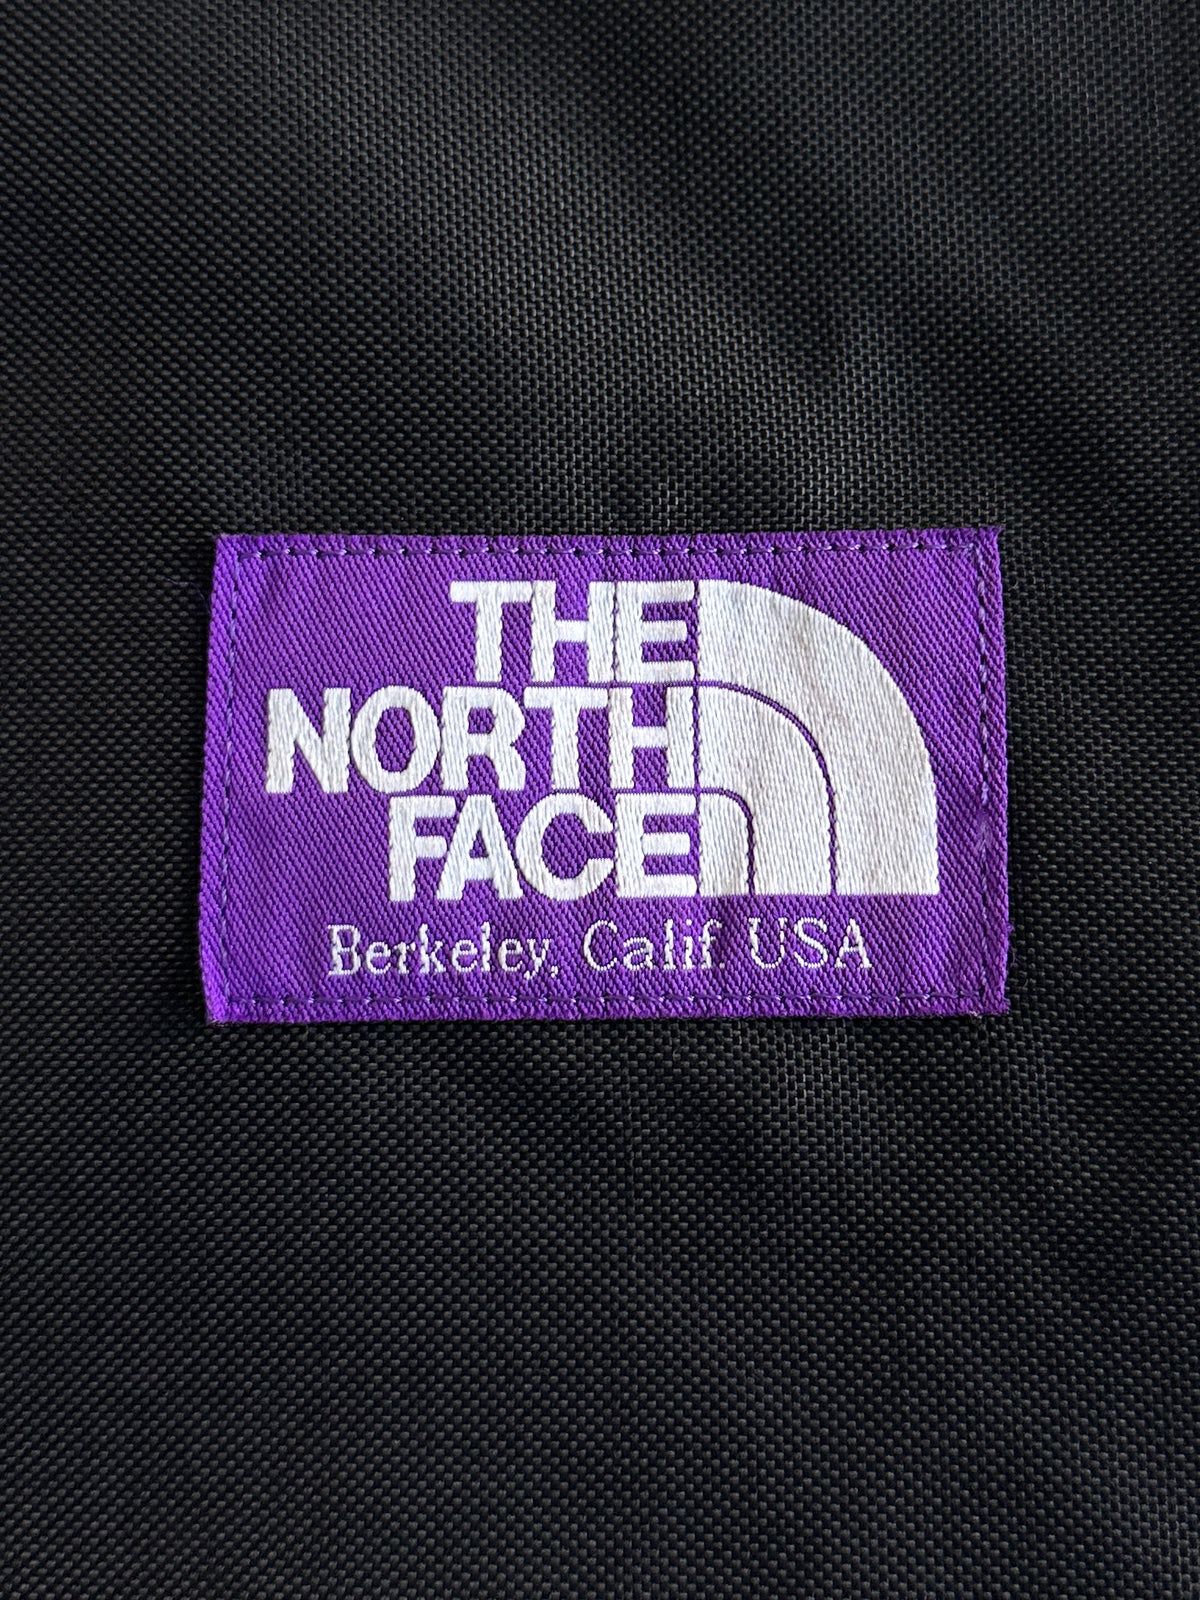 THE
NORTH
FACE
Berkeley, Calif. USA